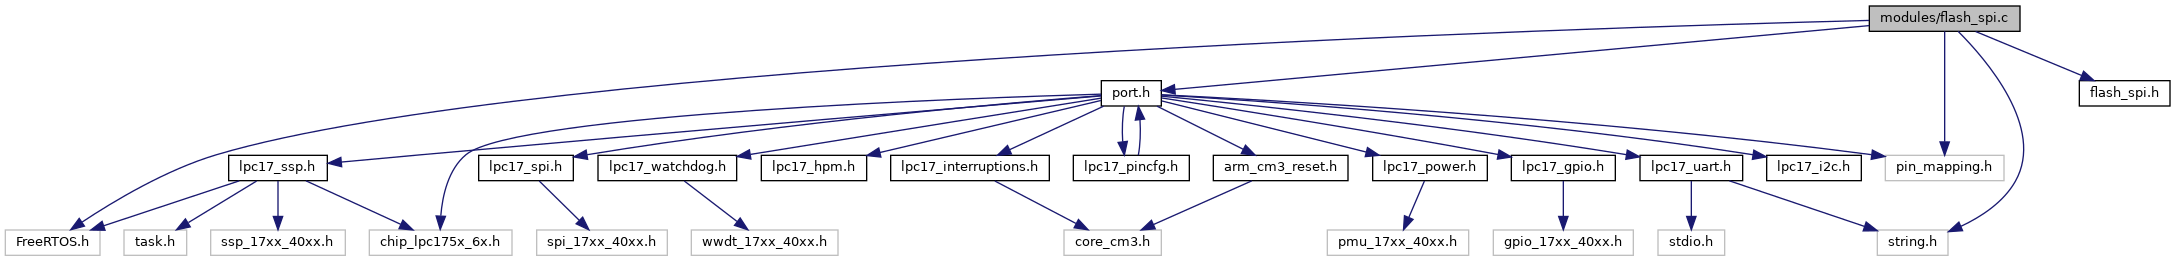 modules/flash_spi.c
port.h
flash_spi.h
lpc17_ssp.h
lpc17_spi.h
lpc17_watchdog.h
lpc17_hpm.h
lpc17_interruptions.h
lpc17_pincfg.h
arm_cm3_reset.h
lpc17_power.h
lpc17_gpio.h
lpc17_uart.h
lpc17_i2c.h
pin_mapping.h
FreeRTOS.h
task.h
ssp_17xx_40xx.h
chip_lpc175x_6x.h
spi_17xx_40xx.h
wwdt_17xx_40xx.h
core_cm3.h
pmu_17xx_40xx.h
gpio_17xx_40xx.h
stdio.h
string.h